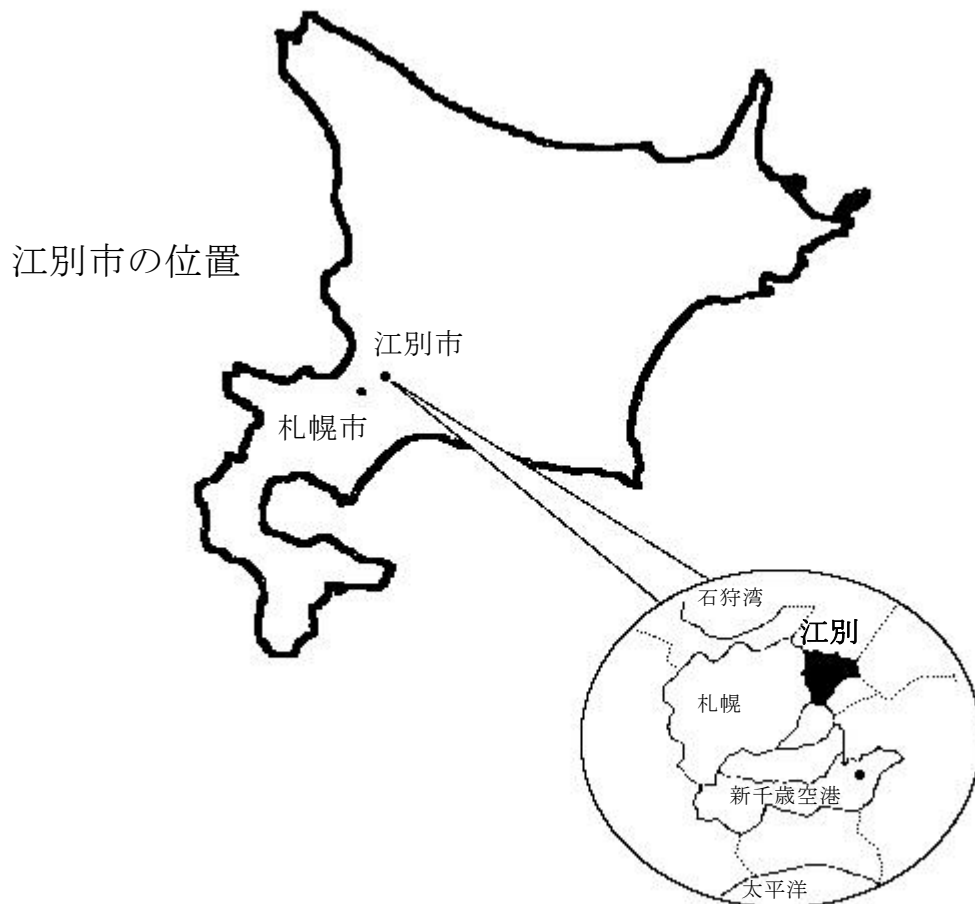 江別市の位置
江別市
札幌市
石狩湾
江別
札幌
新千歳空港
太平洋